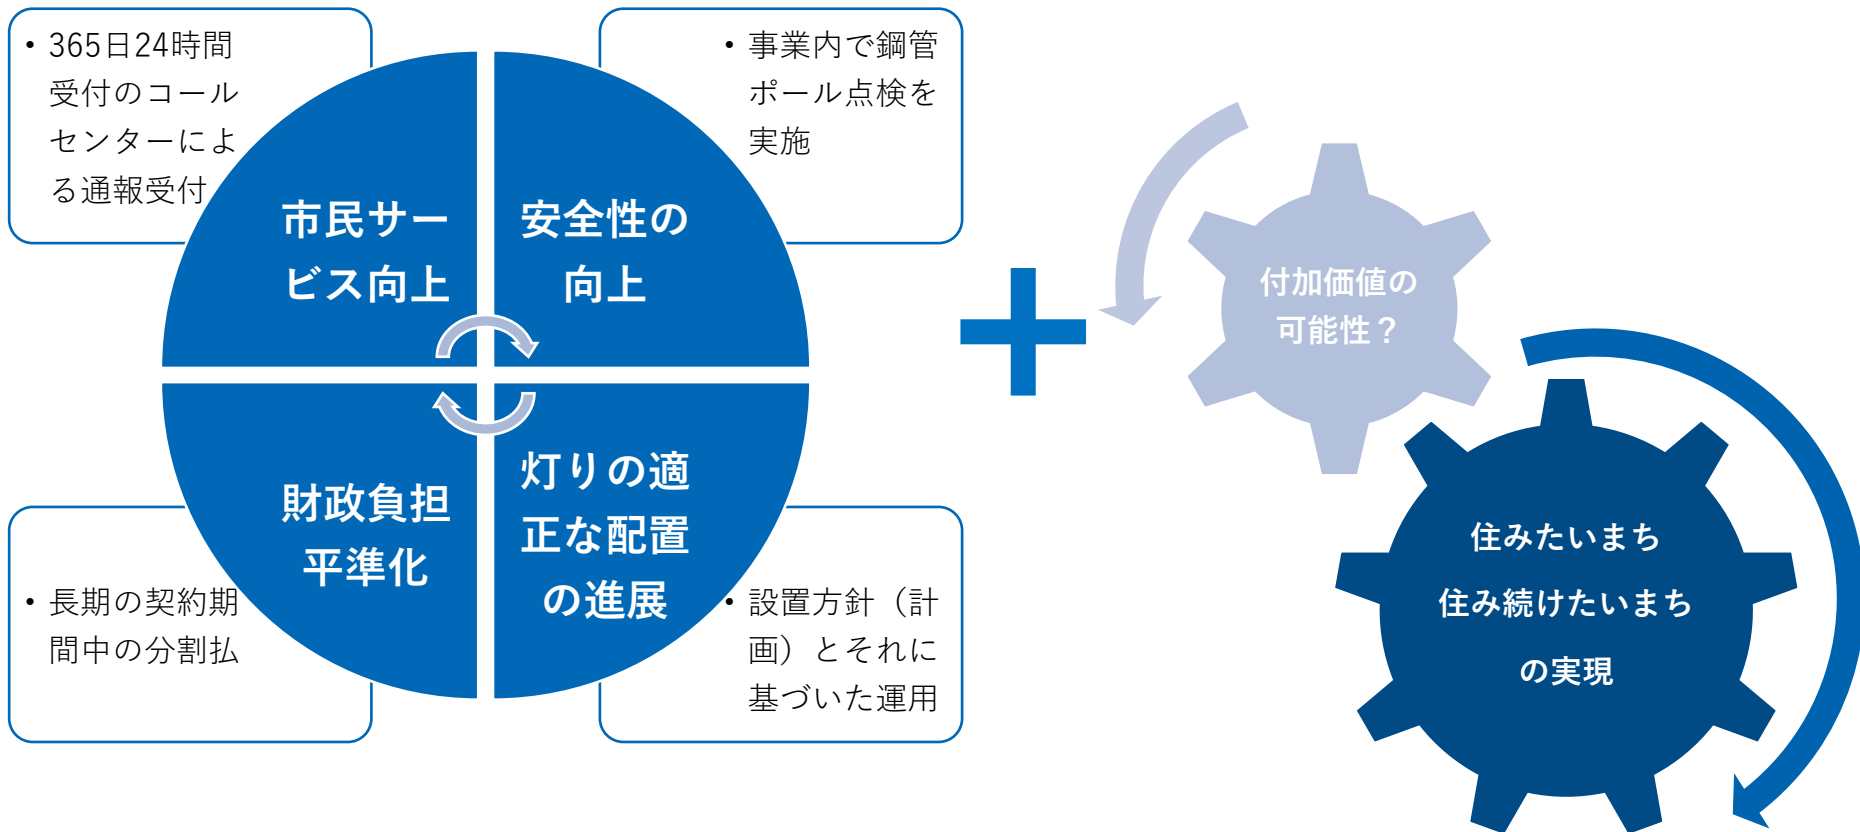 ・365日24時間
受付のコール
センターによ
る通報受付
・事業内で鋼管
ポール点検を
実施
市民サー
ビス向上
安全性の
向上
財政負担
平準化
灯りの適
正な配置
の進展
・長期の契約期
間中の分割払
・設置方針（計
画）とそれに
基づいた運用
付加価値の
可能性？
住みたいまち
住み続けたいまち
の実現